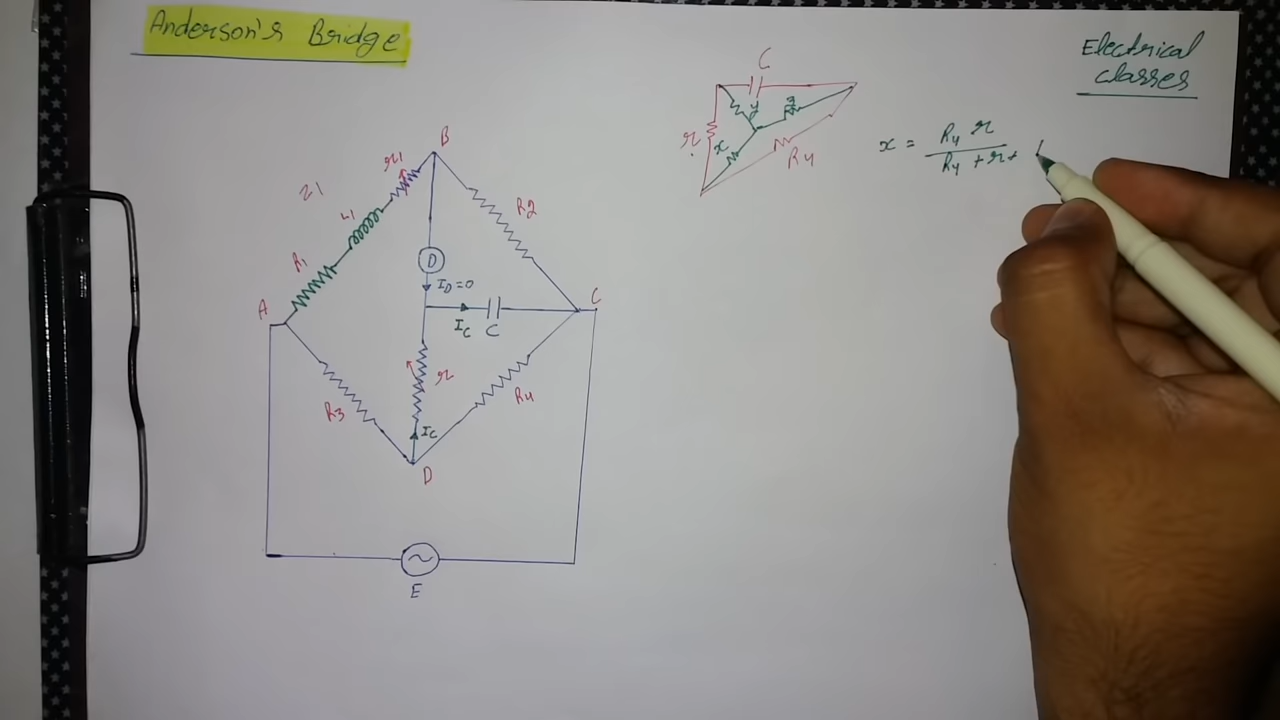 Anderson's Bridge
Electrical
classes
C
r
y
z
x
R4
x = R4 r
R4 + r +
B
r1
z1
L1
R2
R1
D
ID=0
A
C
IC
C
R3
r
R4
IC
D
E